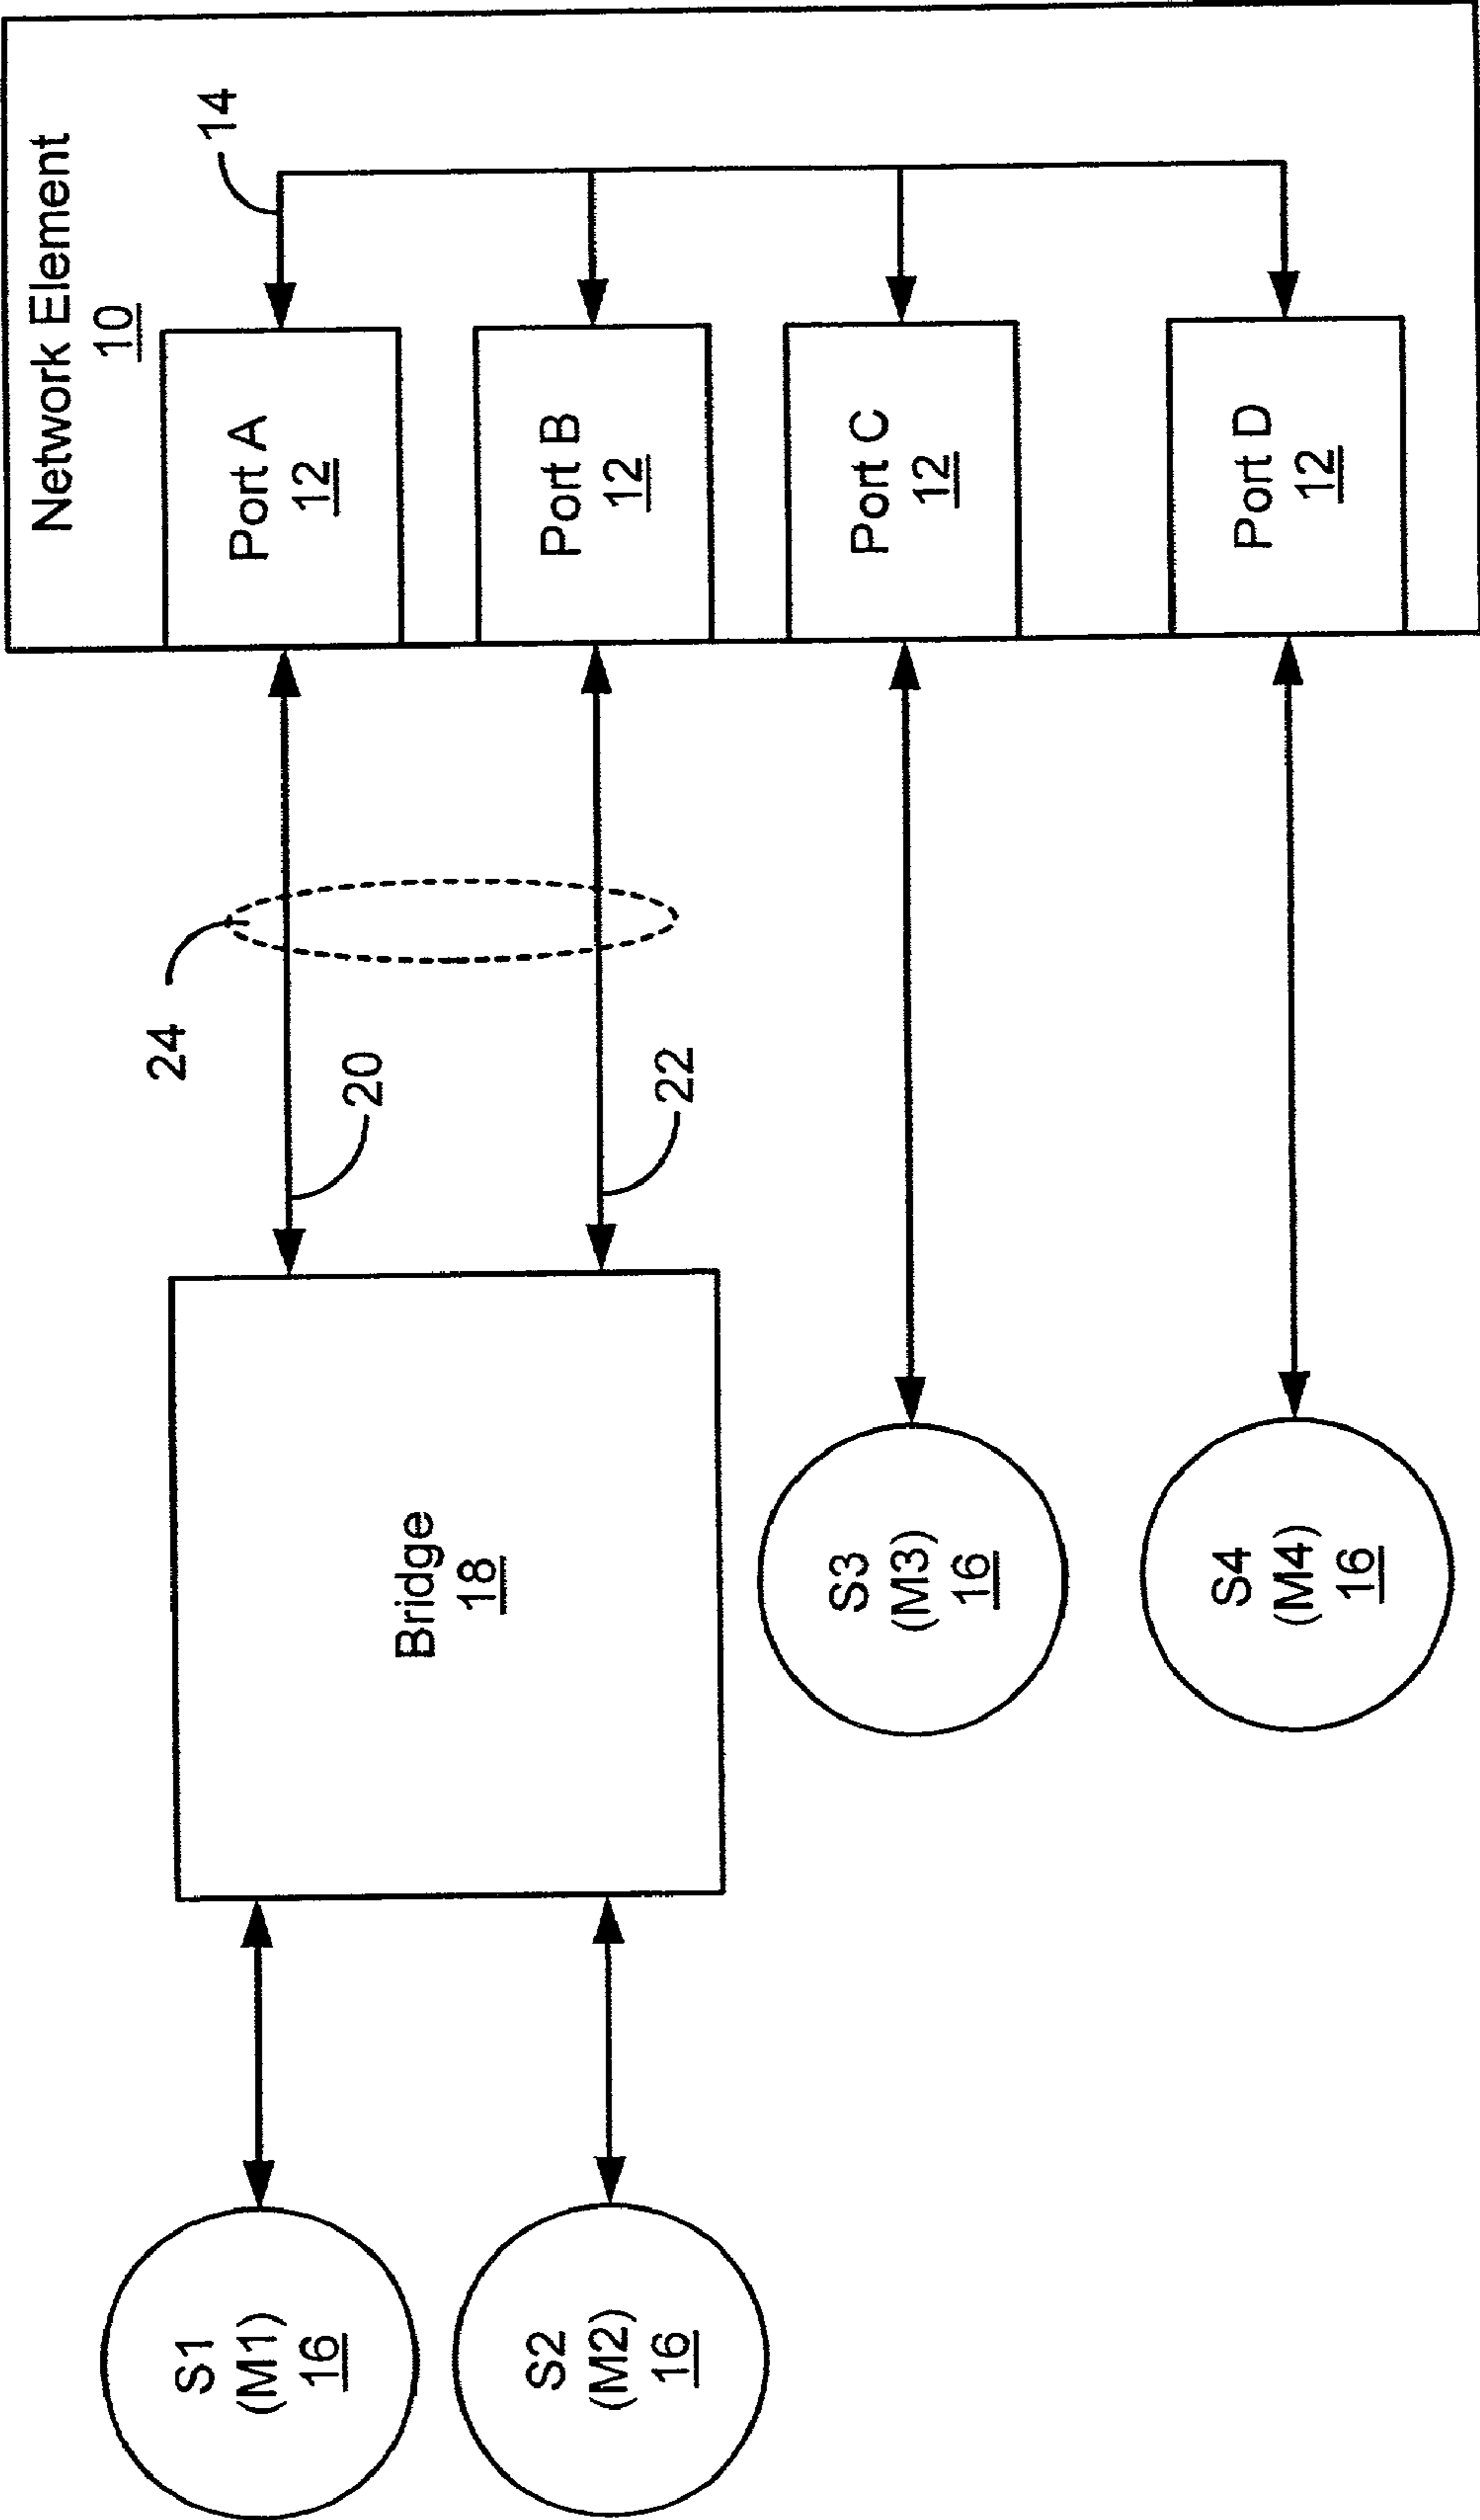 Network Element
10
14
Port A
12
Port B
12
Port C
12
Port D
12
24
20
22
Bridge
18
S1
(M1)
16
S2
(M2)
16
S3
(M3)
16
S4
(M4)
16